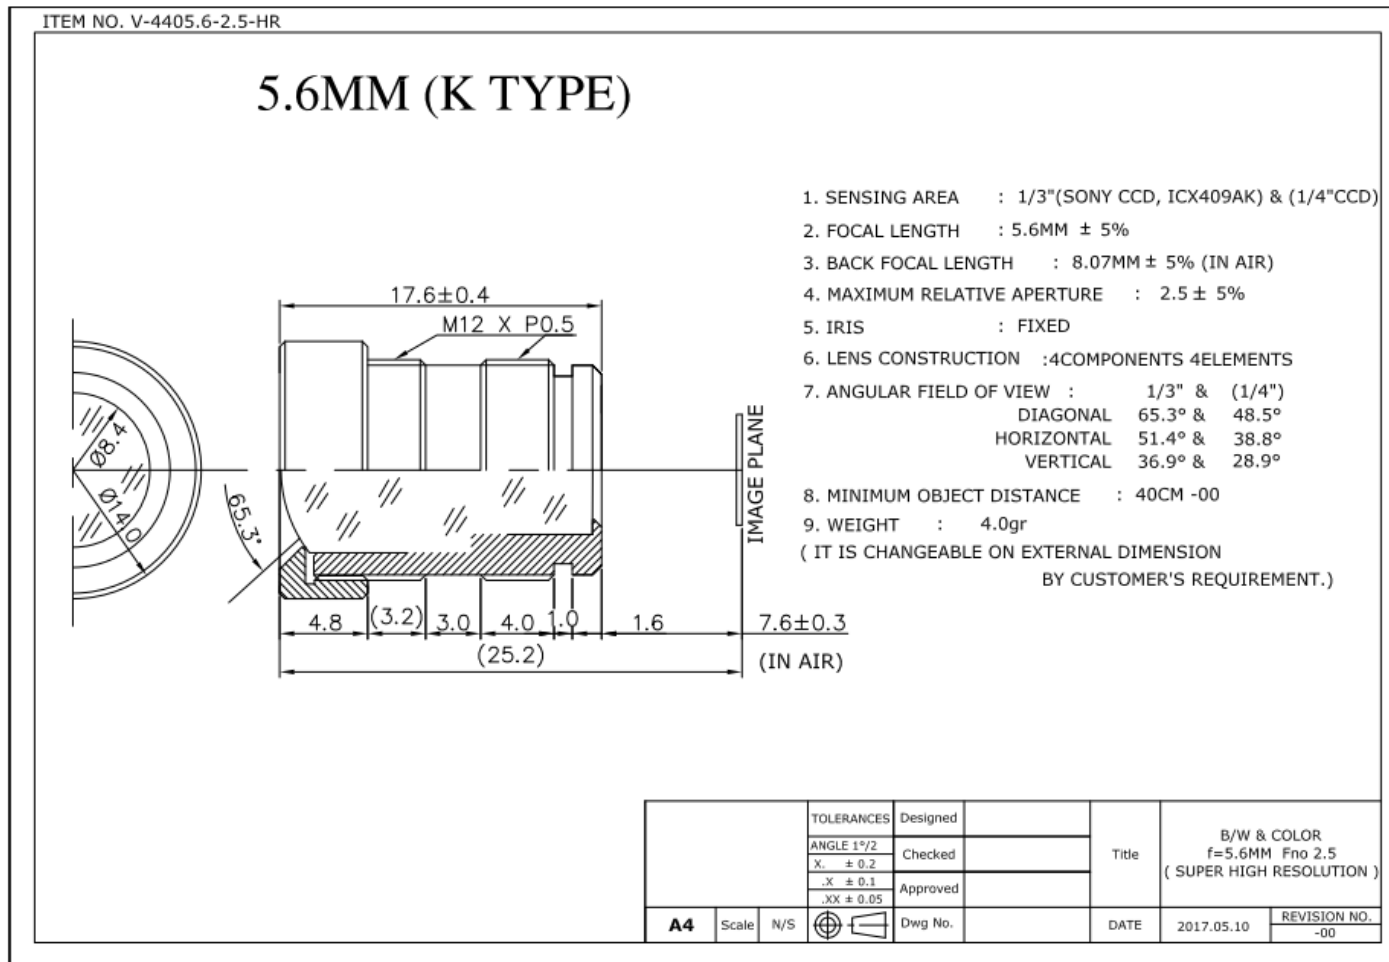 ITEM NO. V-4405.6-2.5-HR
5.6MM (K TYPE)
1. SENSING AREA : 1/3"(SONY CCD, ICX409AK) & (1/4"CCD)
2. FOCAL LENGTH : 5.6MM ± 5%
3. BACK FOCAL LENGTH : 8.07MM ± 5% (IN AIR)
4. MAXIMUM RELATIVE APERTURE : 2.5 ± 5%
5. IRIS : FIXED
6. LENS CONSTRUCTION :4COMPONENTS 4ELEMENTS
7. ANGULAR FIELD OF VIEW : 1/3" & (1/4")
DIAGONAL 65.3° & 48.5°
HORIZONTAL 51.4° & 38.8°
VERTICAL 36.9° & 28.9°
8. MINIMUM OBJECT DISTANCE : 40CM -00
9. WEIGHT : 4.0gr
( IT IS CHANGEABLE ON EXTERNAL DIMENSION
BY CUSTOMER'S REQUIREMENT.)
17.6±0.4
M12 X P0.5
Ø8.4
Ø14.0
65.3°
IMAGE PLANE
4.8 (3.2) 3.0 4.0 1.0 1.6 7.6±0.3
(25.2) (IN AIR)
TOLERANCES
ANGLE 1°/2
X. ± 0.2
.X ± 0.1
.XX ± 0.05
Designed
Checked
Approved
Title
B/W & COLOR
f=5.6MM Fno 2.5
( SUPER HIGH RESOLUTION )
A4 Scale N/S Dwg No. DATE 2017.05.10 REVISION NO.
-00